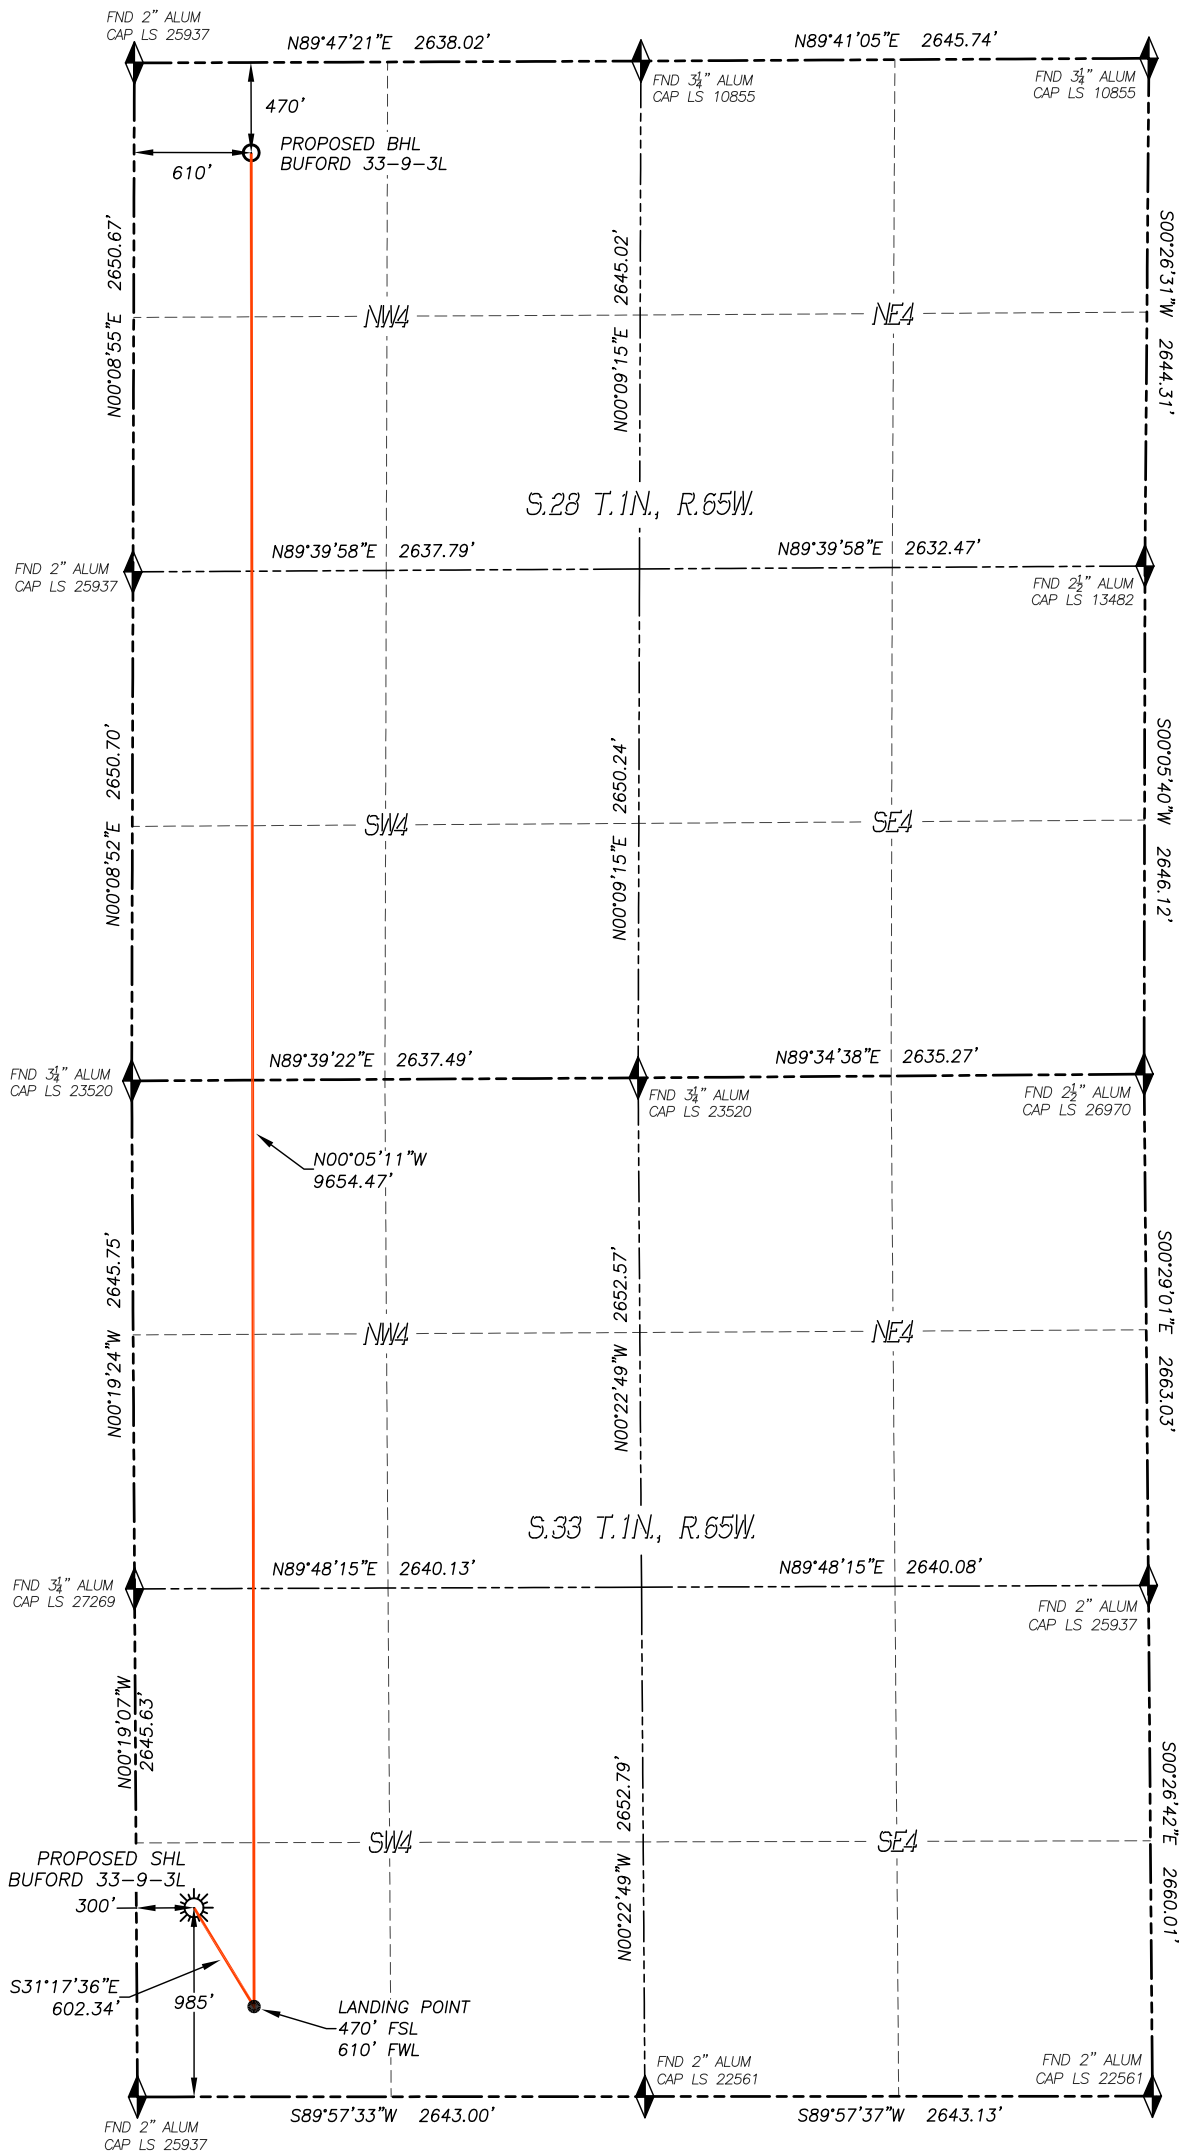 FND 2" ALUM
CAP LS 25937
N89°47'21"E 2638.02'
N89°41'05"E 2645.74'
FND 3¼" ALUM
CAP LS 10855
FND 3¼" ALUM
CAP LS 10855
470'
610'
PROPOSED BHL
BUFORD 33-9-3L
N00°08'55"E 2650.67'
N00°09'15"E 2645.02'
S00°26'31"W 2644.31'
NW4
NE4
S.28 T.1N., R.65W.
N89°39'58"E 2637.79'
N89°39'58"E 2632.47'
FND 2" ALUM
CAP LS 25937
FND 2½" ALUM
CAP LS 13482
N00°08'52"E 2650.70'
N00°09'15"E 2650.24'
S00°05'40"W 2646.12'
SW4
SE4
N89°39'22"E 2637.49'
N89°34'38"E 2635.27'
FND 3¼" ALUM
CAP LS 23520
FND 3¼" ALUM
CAP LS 23520
FND 2½" ALUM
CAP LS 26970
N00°05'11"W
9654.47'
N00°19'24"W 2645.75'
N00°22'49"W 2652.57'
S00°29'01"E 2663.03'
NW4
NE4
S.33 T.1N., R.65W.
N89°48'15"E 2640.13'
N89°48'15"E 2640.08'
FND 3¼" ALUM
CAP LS 27269
FND 2" ALUM
CAP LS 25937
N00°19'07"W
2645.63'
N00°22'49"W 2652.79'
S00°26'42"E 2660.01'
SW4
SE4
PROPOSED SHL
BUFORD 33-9-3L
300'
S31°17'36"E
602.34'
985'
LANDING POINT
470' FSL
610' FWL
FND 2" ALUM
CAP LS 22561
FND 2" ALUM
CAP LS 22561
S89°57'33"W 2643.00'
S89°57'37"W 2643.13'
FND 2" ALUM
CAP LS 25937